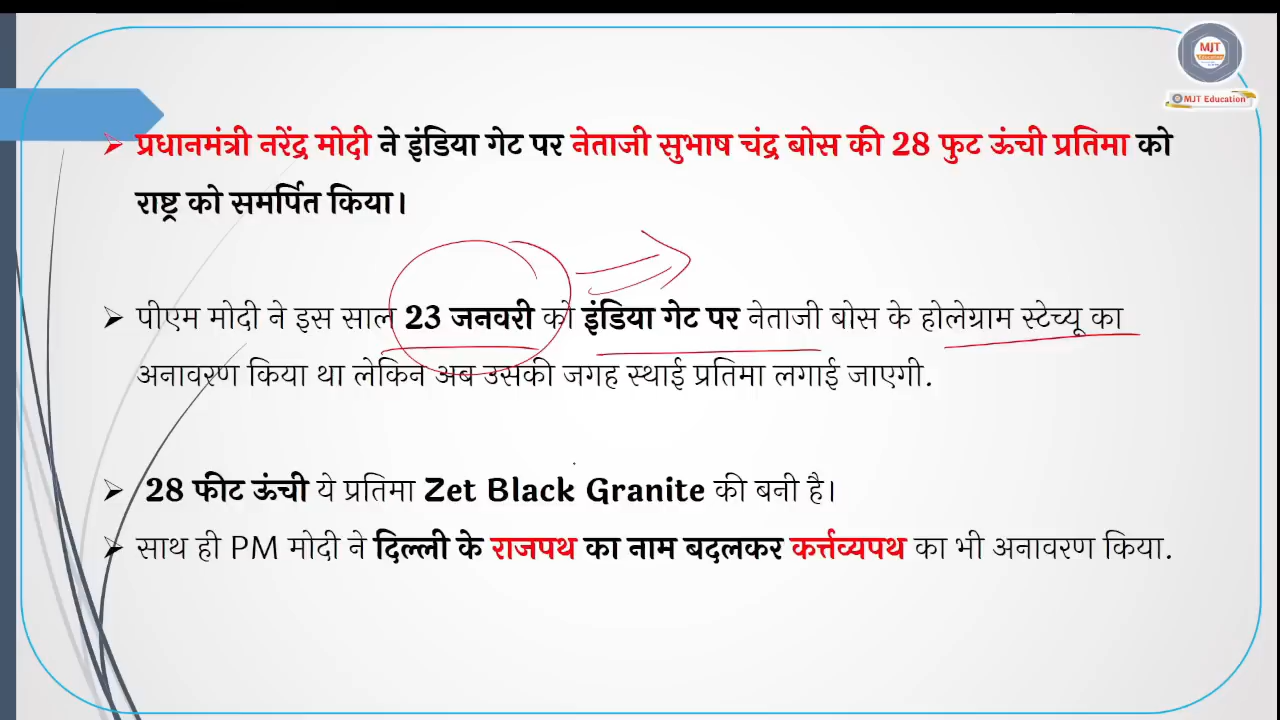 MJT
Education
MJT Education
➢ प्रधानमंत्री नरेंद्र मोदी ने इंडिया गेट पर नेताजी सुभाष चंद्र बोस की 28 फुट ऊंची प्रतिमा को
राष्ट्र को समर्पित किया।
➢ पीएम मोदी ने इस साल 23 जनवरी को इंडिया गेट पर नेताजी बोस के होलेग्राम स्टेच्यू का
अनावरण किया था लेकिन अब उसकी जगह स्थाई प्रतिमा लगाई जाएगी.
➢ 28 फीट ऊंची ये प्रतिमा Zet Black Granite की बनी है।
➢ साथ ही PM मोदी ने दिल्ली के राजपथ का नाम बदलकर कर्त्तव्यपथ का भी अनावरण किया.